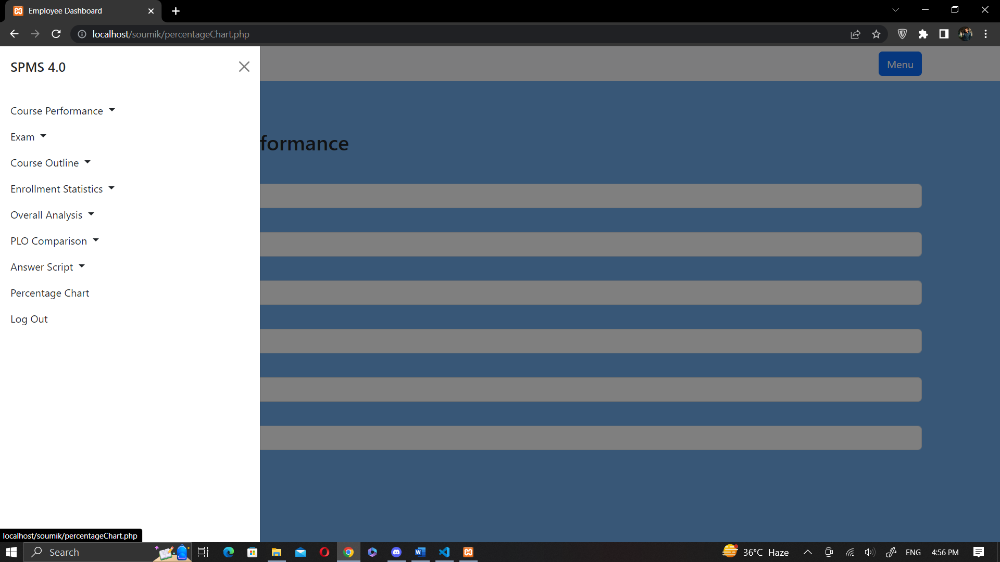 Employee Dashboard
localhost/soumik/percentageChart.php
SPMS 4.0
Menu
Course Performance
formance
Exam
Course Outline
Enrollment Statistics
Overall Analysis
PLO Comparison
Answer Script
Percentage Chart
Log Out
localhost/soumik/percentageChart.php
Search
36°C Haze
ENG
4:56 PM